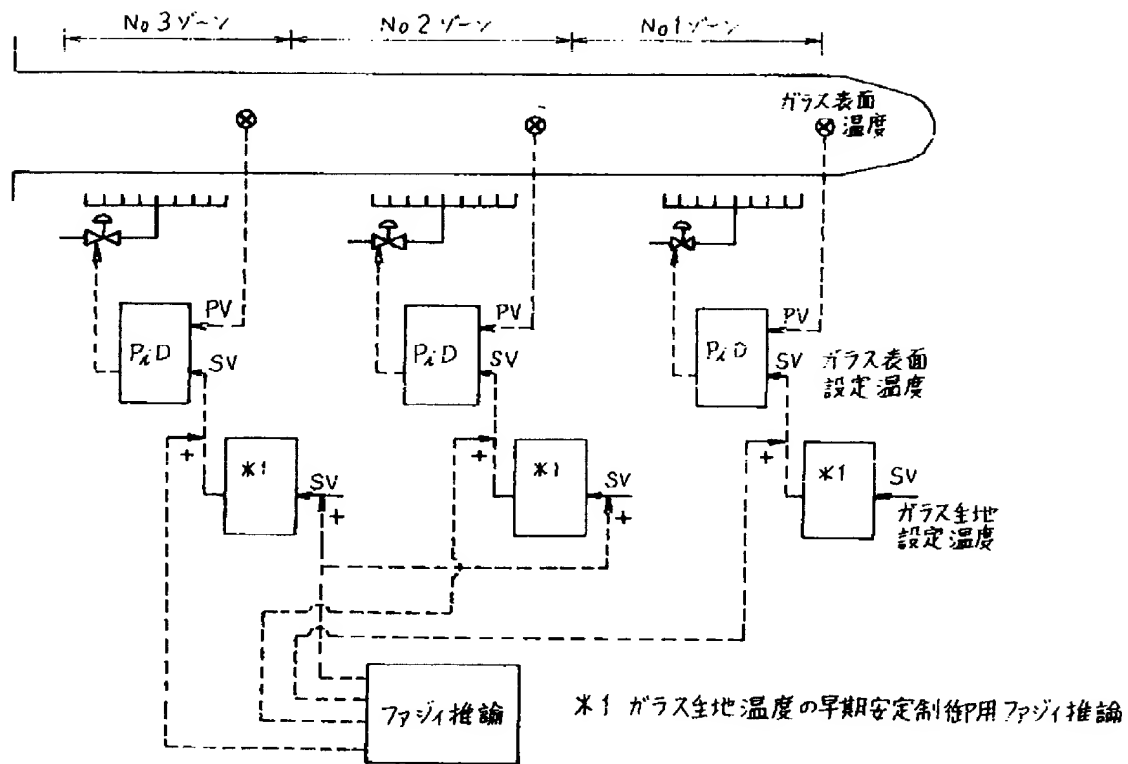 No 3 ゾーン
No 2 ゾーン
No 1 ゾーン
ガラス表面
温度
PV
PiD
SV
PV
PiD
SV
PV
PiD
SV
ガラス表面
設定温度
+
*1
SV
+
+
*1
SV
+
+
*1
SV
ガラス生地
設定温度
ファジィ推論
*1 ガラス生地温度の早期安定制御用ファジィ推論